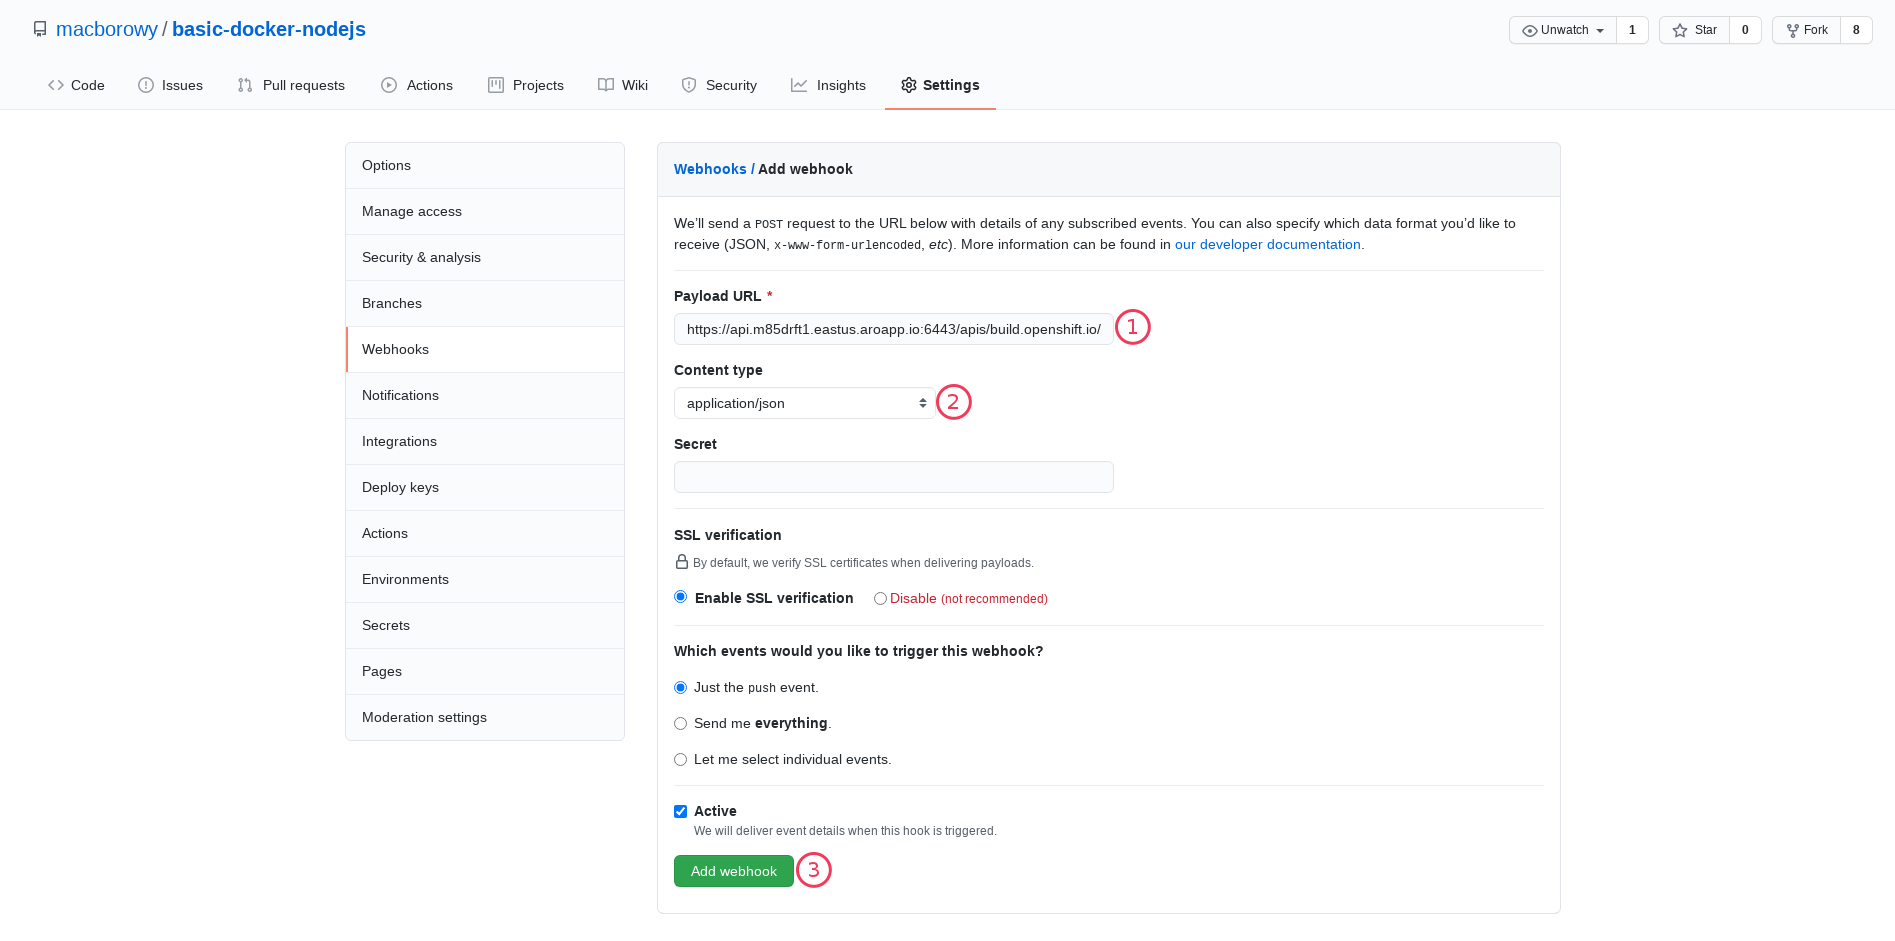 macborowy / basic-docker-nodejs
Unwatch 1 Star 0 Fork 8
Code Issues Pull requests Actions Projects Wiki Security Insights Settings
Options
Manage access
Security & analysis
Branches
Webhooks
Notifications
Integrations
Deploy keys
Actions
Environments
Secrets
Pages
Moderation settings
Webhooks / Add webhook
We’ll send a POST request to the URL below with details of any subscribed events. You can also specify which data format you’d like to
receive (JSON, x-www-form-urlencoded, etc). More information can be found in our developer documentation.
Payload URL *
https://api.m85drft1.eastus.aroapp.io:6443/apis/build.openshift.io/ 1
Content type
application/json 2
Secret
SSL verification
By default, we verify SSL certificates when delivering payloads.
Enable SSL verification Disable (not recommended)
Which events would you like to trigger this webhook?
Just the push event.
Send me everything.
Let me select individual events.
Active
We will deliver event details when this hook is triggered.
Add webhook 3